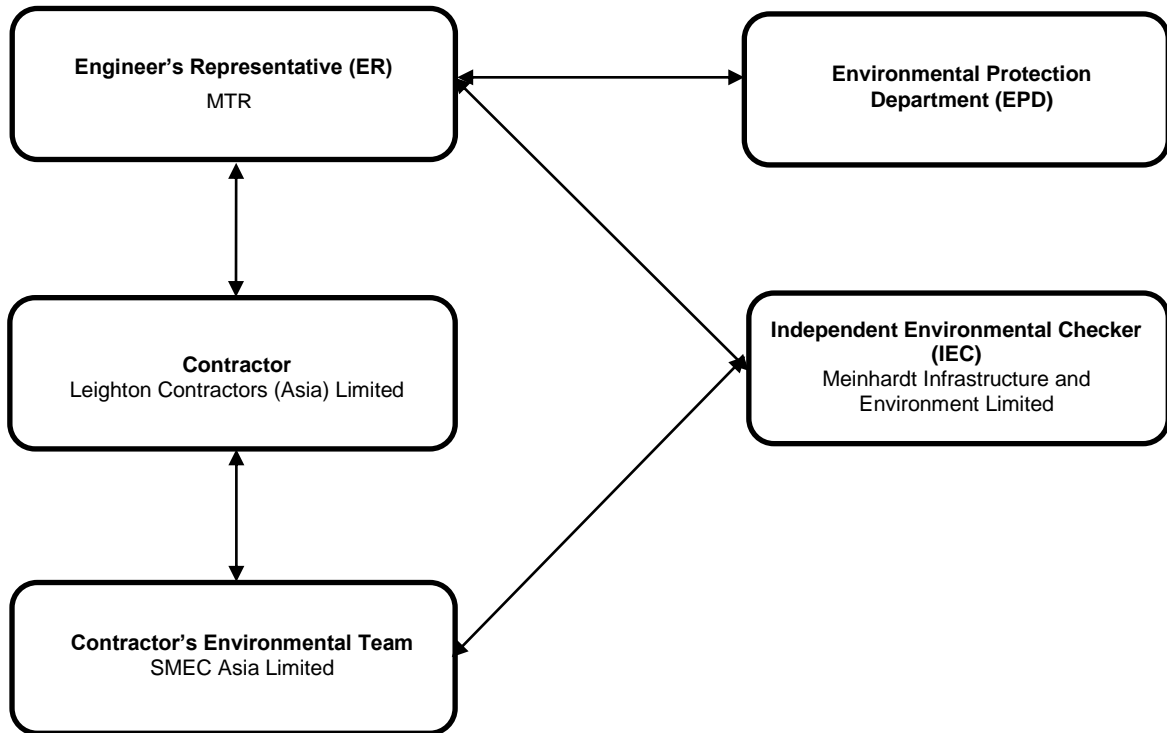 Engineer’s Representative (ER)
MTR
Environmental Protection
Department (EPD)
Contractor
Leighton Contractors (Asia) Limited
Independent Environmental Checker
(IEC)
Meinhardt Infrastructure and
Environment Limited
Contractor’s Environmental Team
SMEC Asia Limited